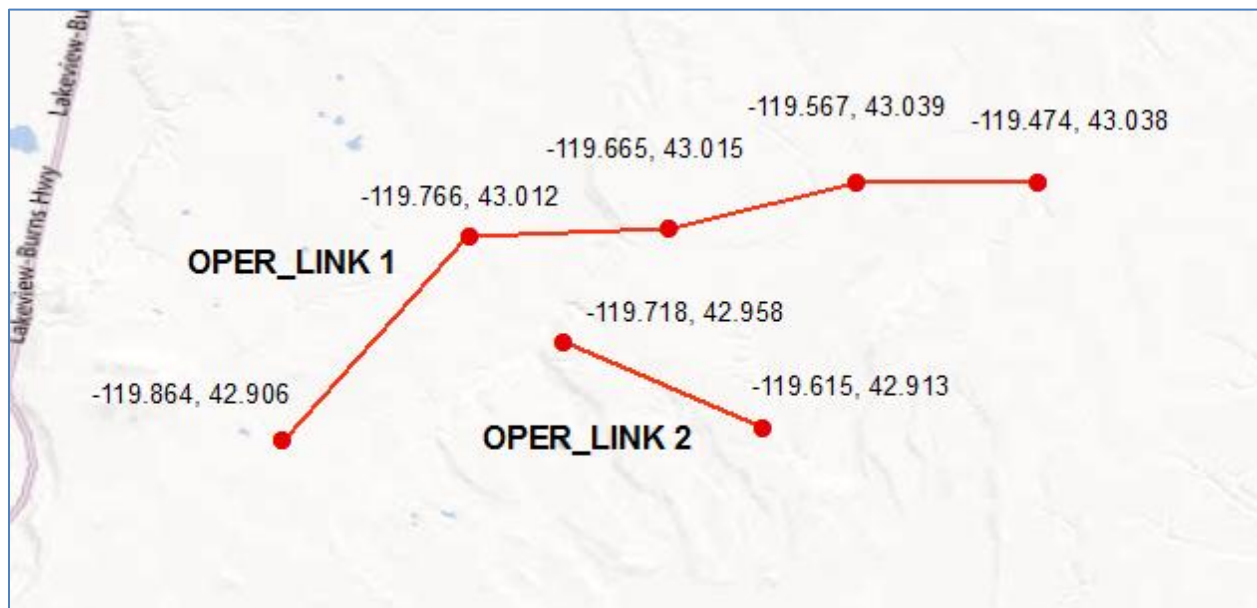 Lakeview-Bu
Lakeview-Burns Hwy
-119.567, 43.039
-119.474, 43.038
-119.665, 43.015
-119.766, 43.012
OPER_LINK 1
-119.718, 42.958
-119.864, 42.906
-119.615, 42.913
OPER_LINK 2